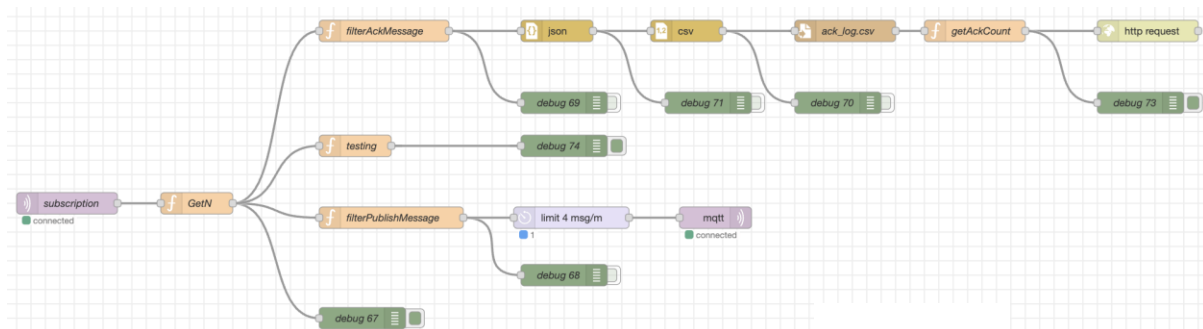 filterAckMessage
json
csv
ack_log.csv
getAckCount
http request
debug 69
debug 71
debug 70
debug 73
testing
debug 74
subscription
connected
GetN
filterPublishMessage
limit 4 msg/m
1
mqtt
connected
debug 68
debug 67